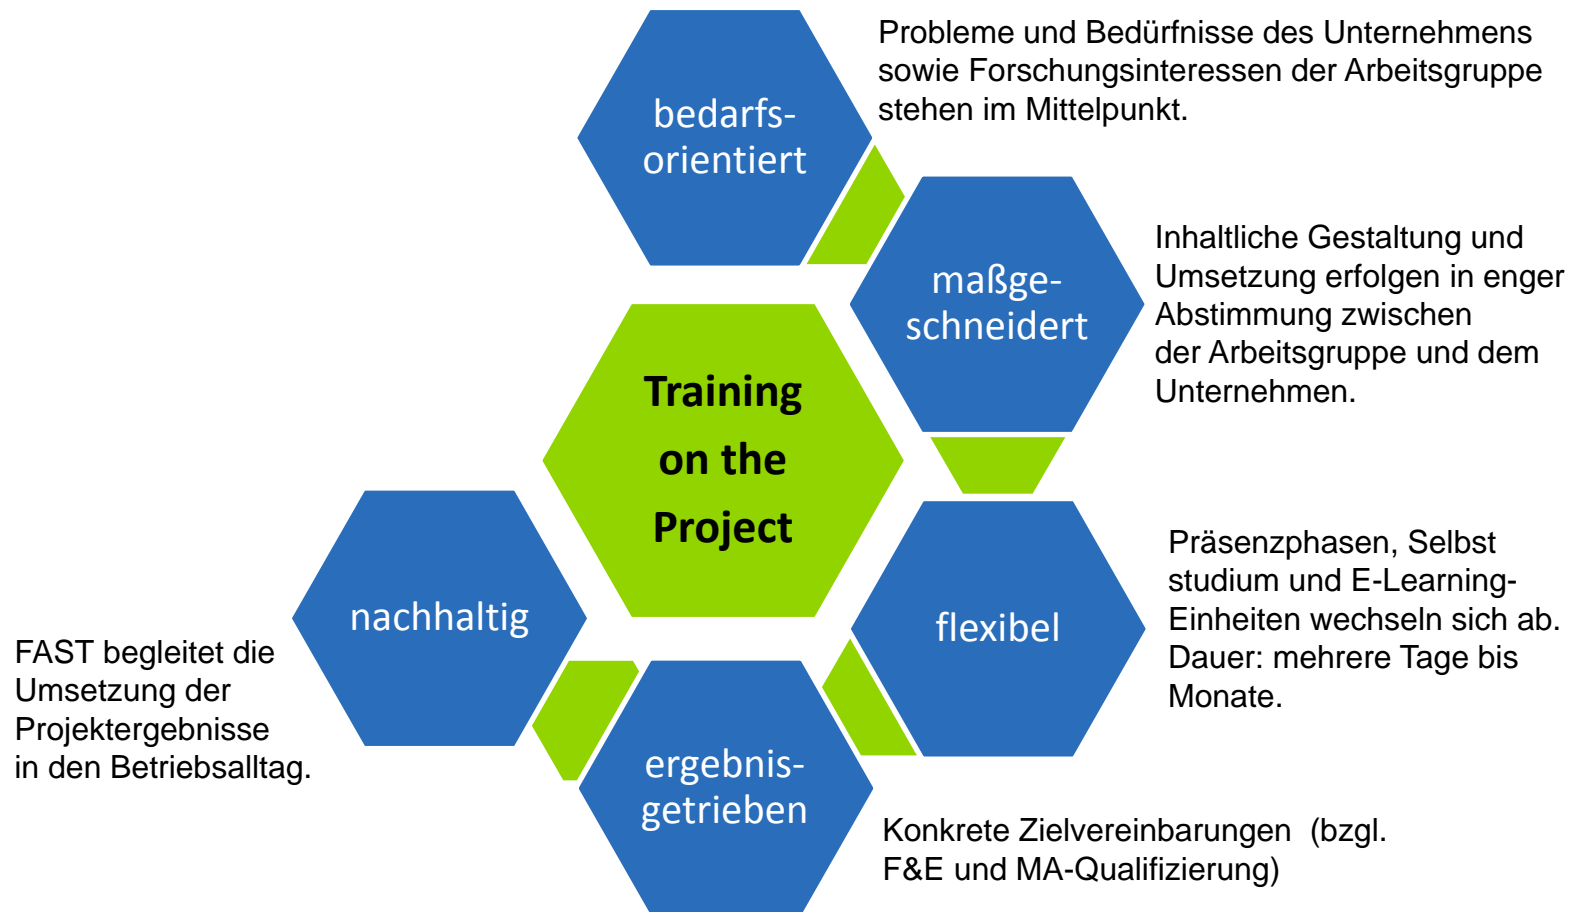 bedarfs-
orientiert
Probleme und Bedürfnisse des Unternehmens
sowie Forschungsinteressen der Arbeitsgruppe
stehen im Mittelpunkt.
maßge-
schneidert
Inhaltliche Gestaltung und
Umsetzung erfolgen in enger
Abstimmung zwischen
der Arbeitsgruppe und dem
Unternehmen.
Training
on the
Project
flexibel
Präsenzphasen, Selbst
studium und E-Learning-
Einheiten wechseln sich ab.
Dauer: mehrere Tage bis
Monate.
ergebnis-
getrieben
Konkrete Zielvereinbarungen  (bzgl.
F&E und MA-Qualifizierung)
nachhaltig
FAST begleitet die
Umsetzung der
Projektergebnisse
in den Betriebsalltag.